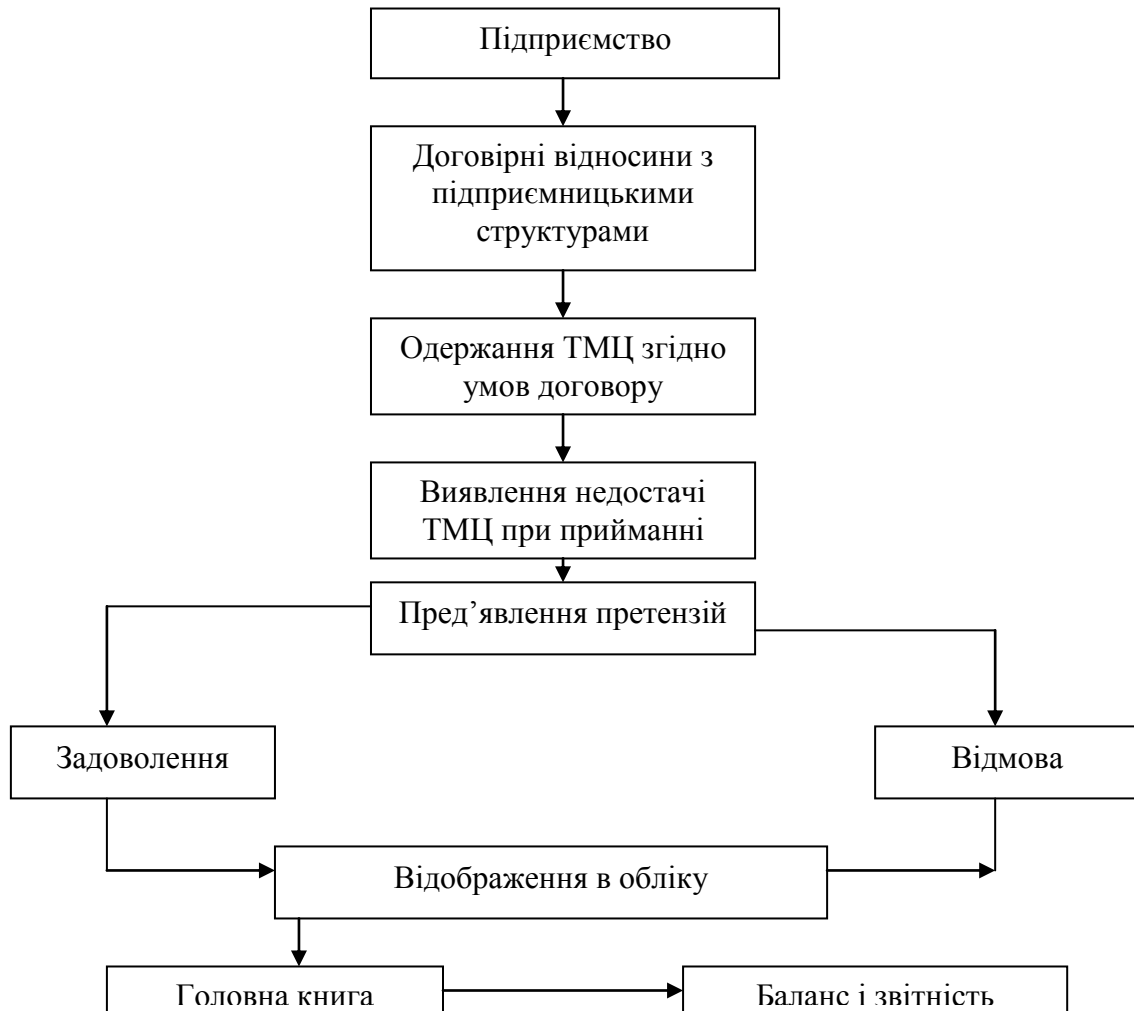 Підприємство
Договірні відносини з
підприємницькими
структурами
Одержання ТМЦ згідно
умов договору
Виявлення недостачі
ТМЦ при прийманні
Пред’явлення претензій
Задоволення
Відмова
Відображення в обліку
Головна книга
Баланс і звітність